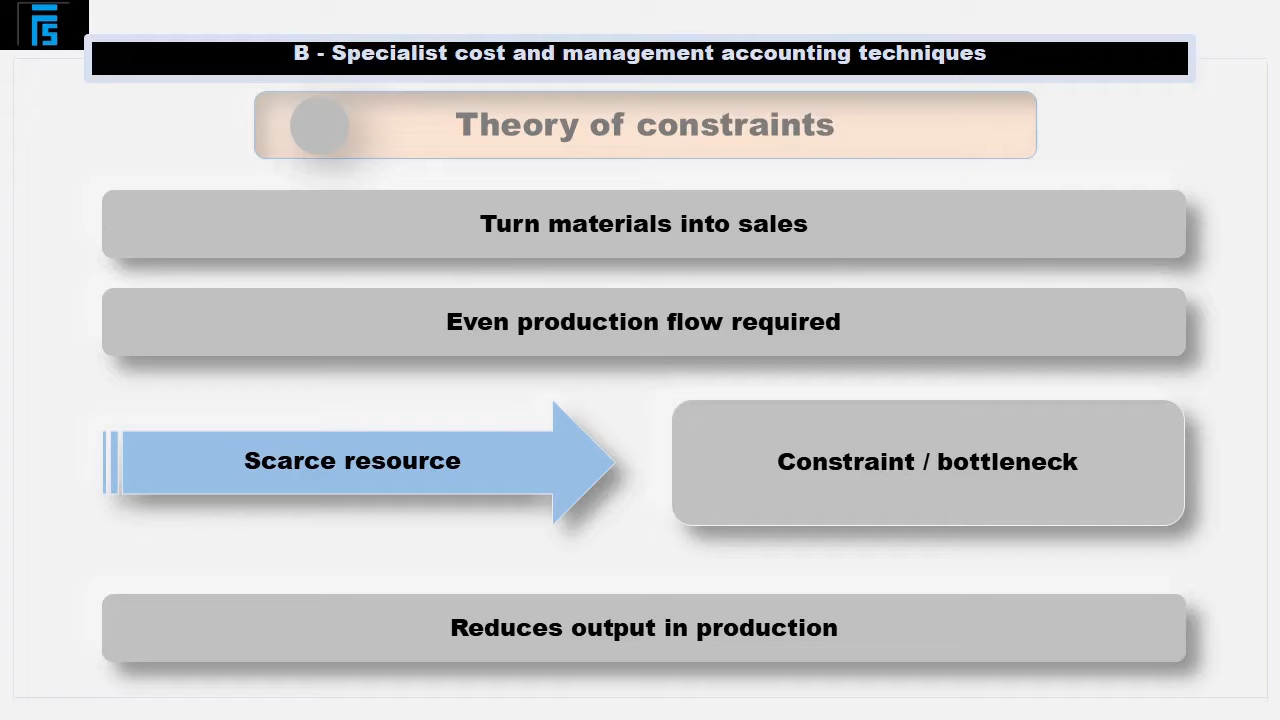 B - Specialist cost and management accounting techniques
Theory of constraints
Turn materials into sales
Even production flow required
Scarce resource
Constraint / bottleneck
Reduces output in production